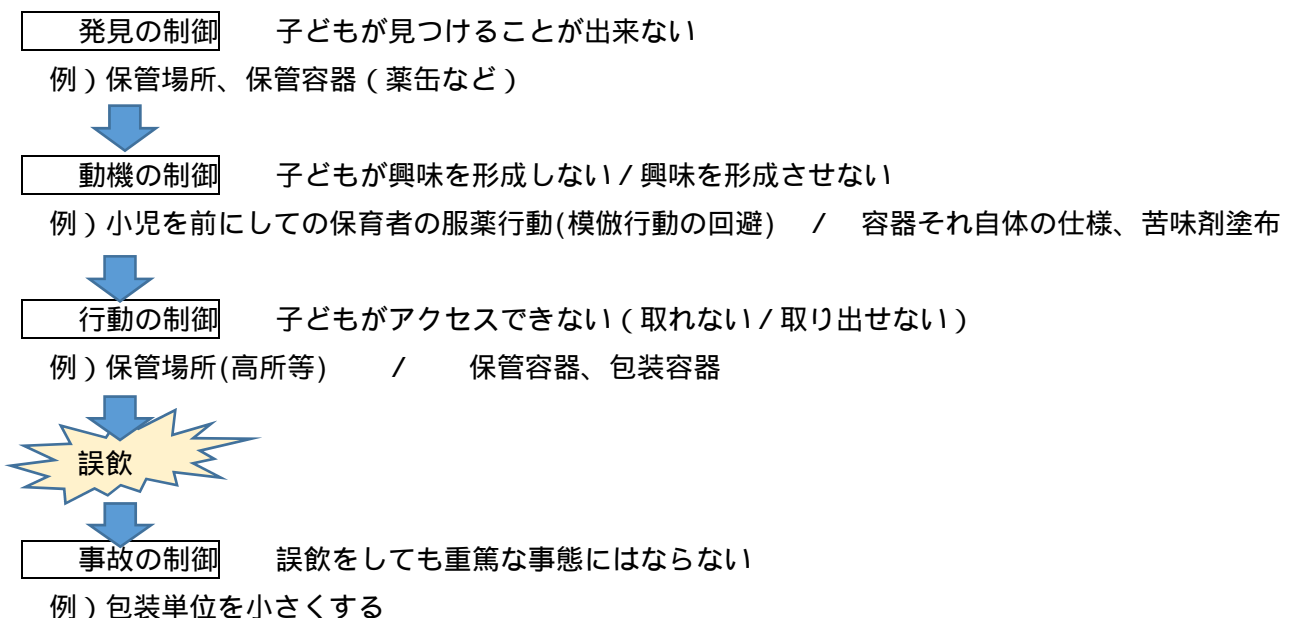 発見の制御　　子どもが見つけることが出来ない
例）保管場所、保管容器（薬缶など）
動機の制御　　子どもが興味を形成しない/興味を形成させない
例）小児を前にしての保育者の服薬行動(模倣行動の回避)　/　容器それ自体の仕様、苦味剤塗布
行動の制御　　子どもがアクセスできない（取れない/取り出せない）
例）保管場所(高所等)　　/　　保管容器、包装容器
誤飲
事故の制御　　誤飲をしても重篤な事態にはならない
例）包装単位を小さくする